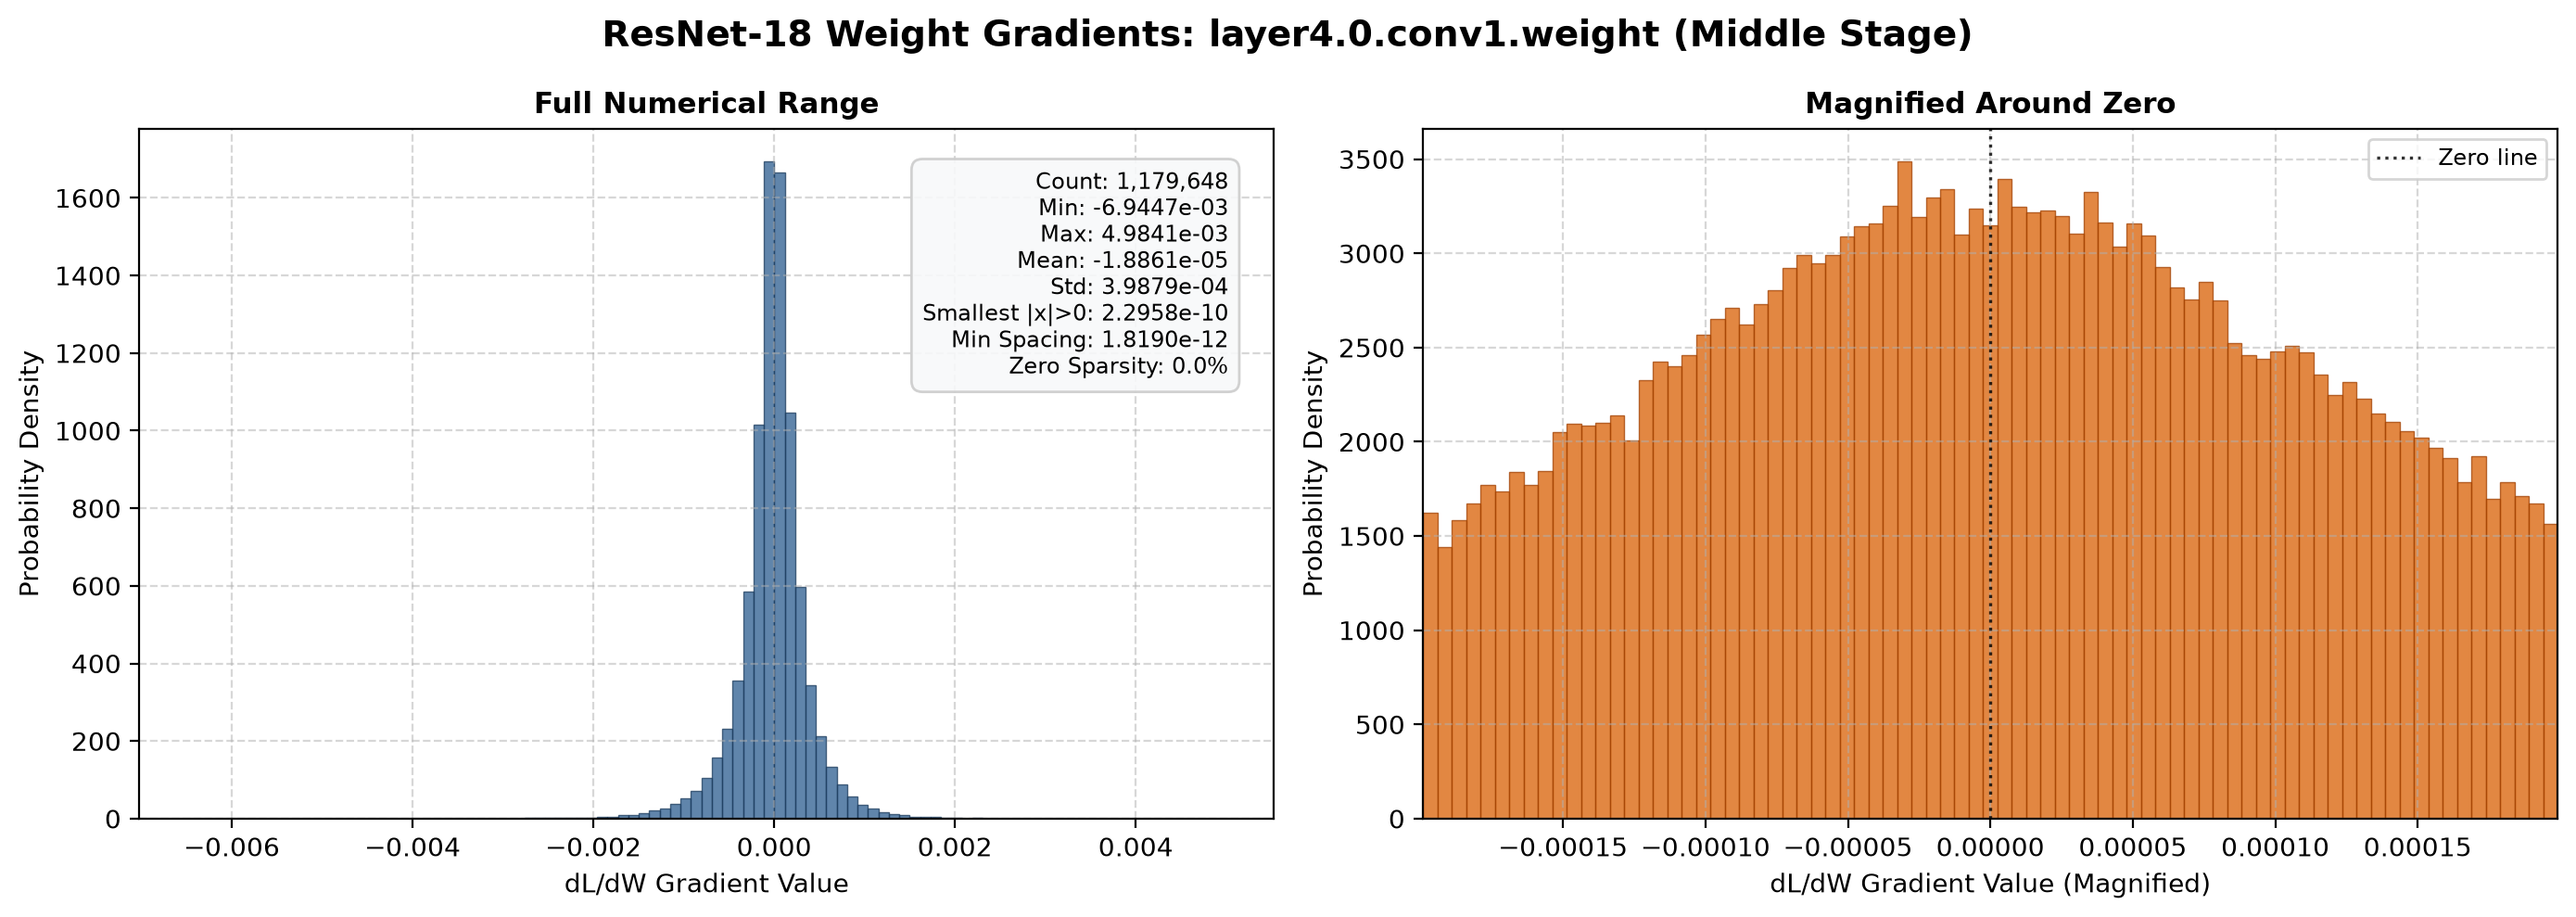 ResNet-18 Weight Gradients: layer4.0.conv1.weight (Middle Stage)
Full Numerical Range
Probability Density
1600
1400
1200
1000
800
600
400
200
0
Count: 1,179,648
Min: -6.9447e-03
Max: 4.9841e-03
Mean: -1.8861e-05
Std: 3.9879e-04
Smallest |x|>0: 2.2958e-10
Min Spacing: 1.8190e-12
Zero Sparsity: 0.0%
−0.006 −0.004 −0.002 0.000 0.002 0.004
dL/dW Gradient Value
Magnified Around Zero
Probability Density
3500
3000
2500
2000
1500
1000
500
0
Zero line
−0.00015 −0.00010 −0.00005 0.00000 0.00005 0.00010 0.00015
dL/dW Gradient Value (Magnified)